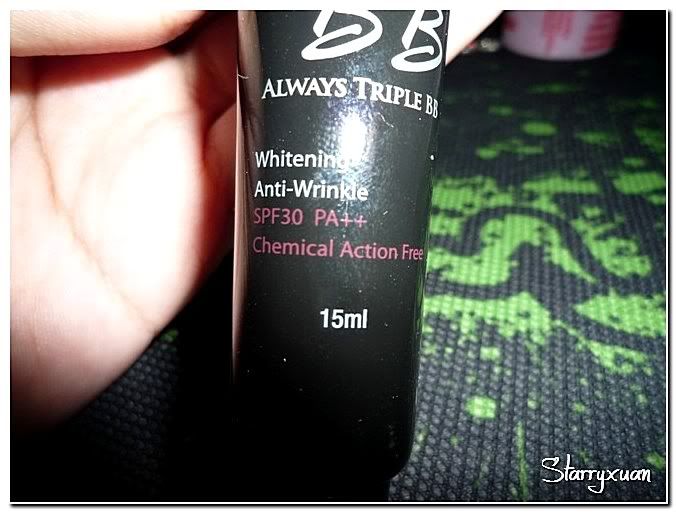 BB
ALWAYS TRIPLE BB
Whitening
Anti-Wrinkle
SPF30 PA++
Chemical Action Free
15ml
Starryxuan